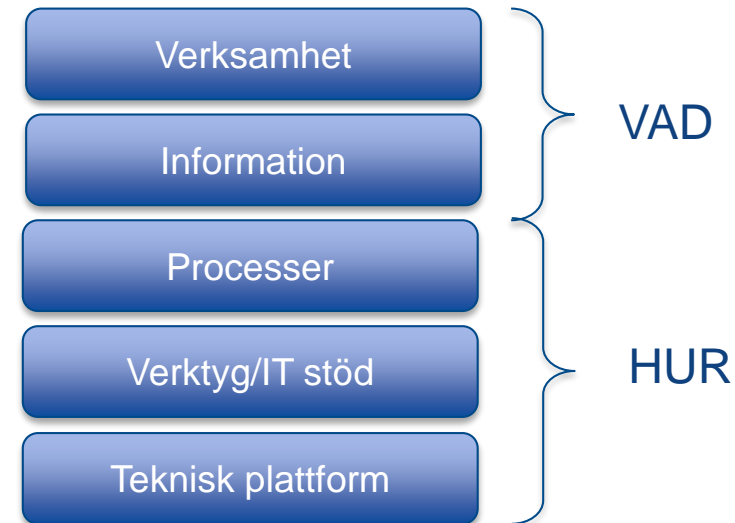 Verksamhet
Information
VAD
Processer
Verktyg/IT stöd
HUR
Teknisk plattform